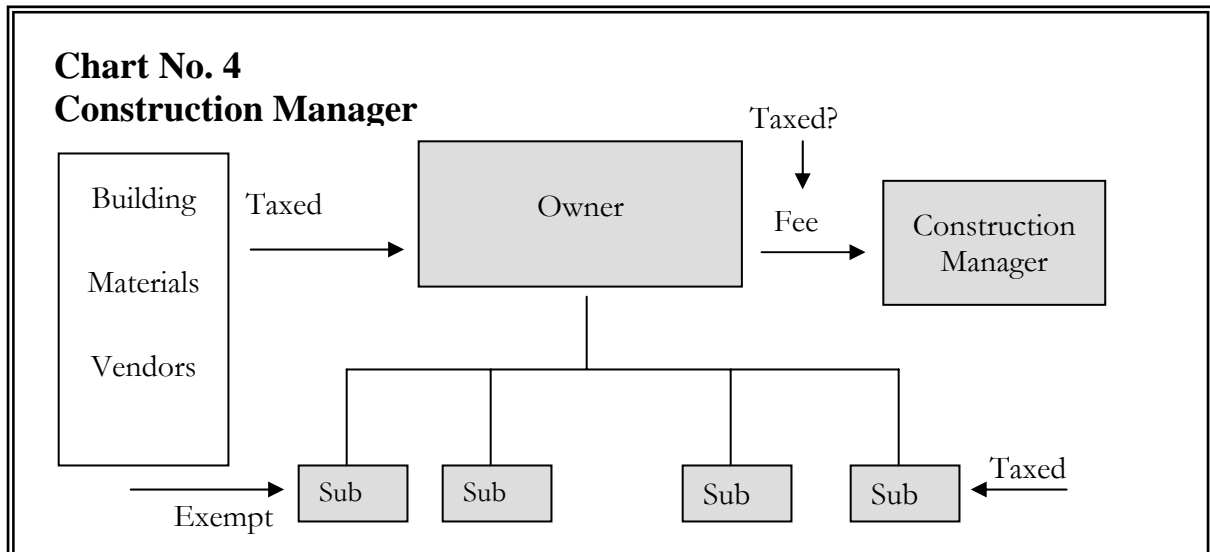 Chart No. 4
Construction Manager
Taxed?
Building
Materials
Vendors
Taxed
Owner
Fee
Construction
Manager
Exempt
Sub
Sub
Sub
Sub
Taxed